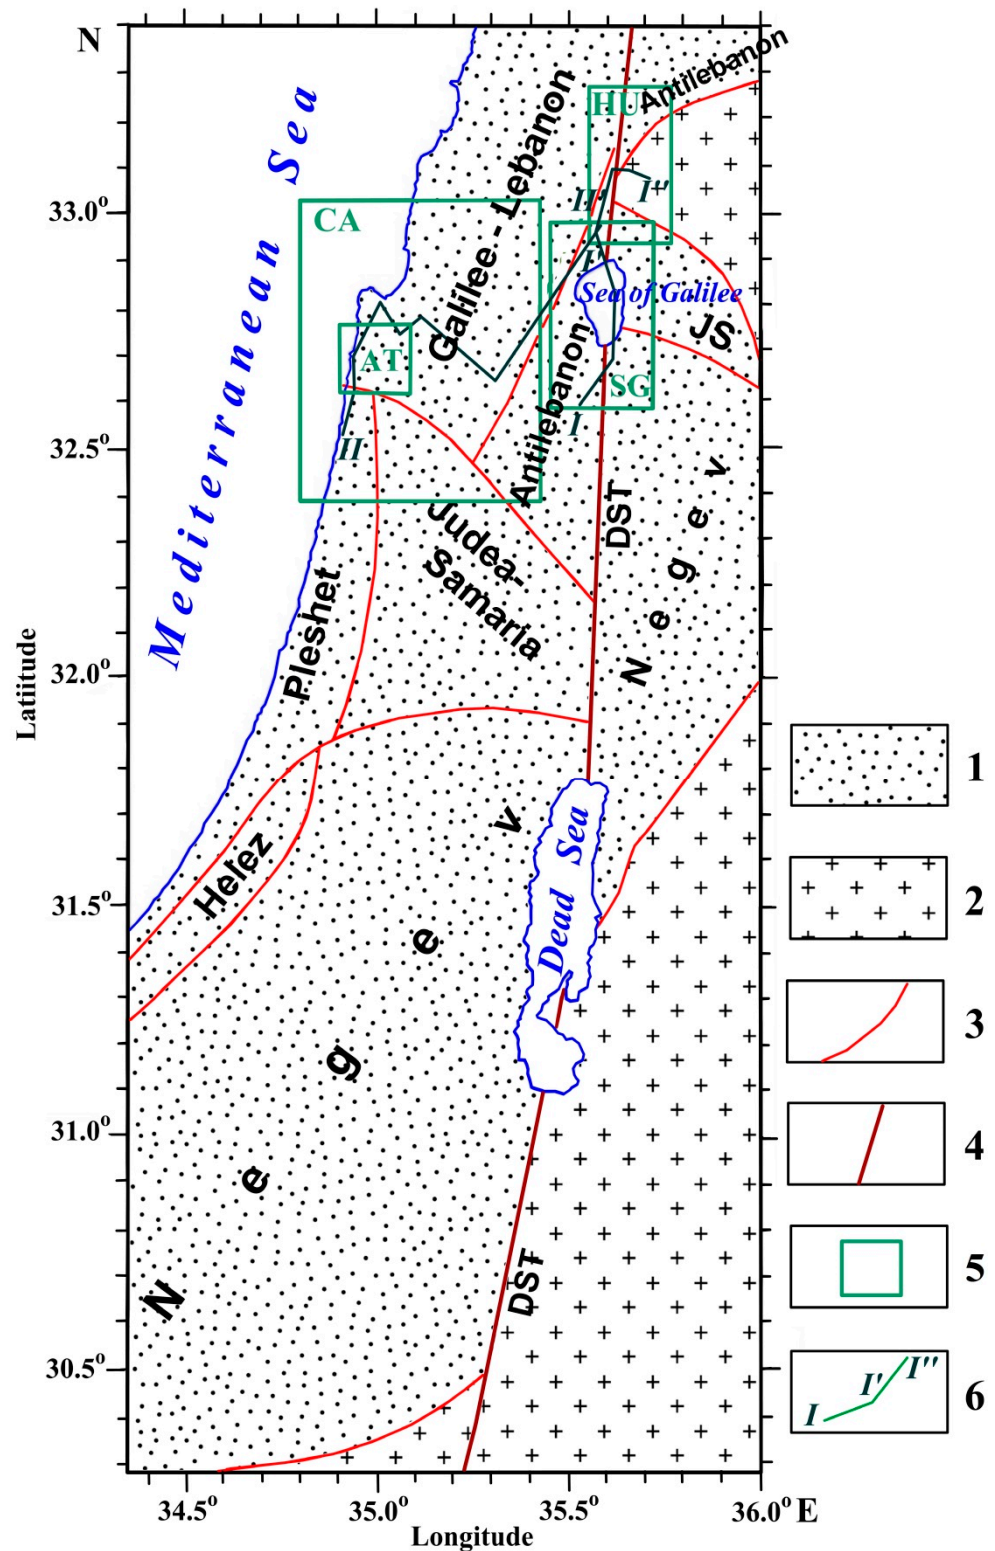 N
Mediterranean Sea
Antilebanon
HU
Galilee - Lebanon
33.0°
CA
II'
I''
I'
Sea of Galilee
JS
AT
Antilebanon
SG
I
II
32.5°
DST
Judea-
Samaria
Negev
Pleshet
32.0°
Latiitude
Helez
Dead Sea
31.5°
Negev
31.0°
DST
30.5°
34.5°
35.0°
35.5°
36.0° E
Longitude
1
2
3
4
5
I
I'
I''
6